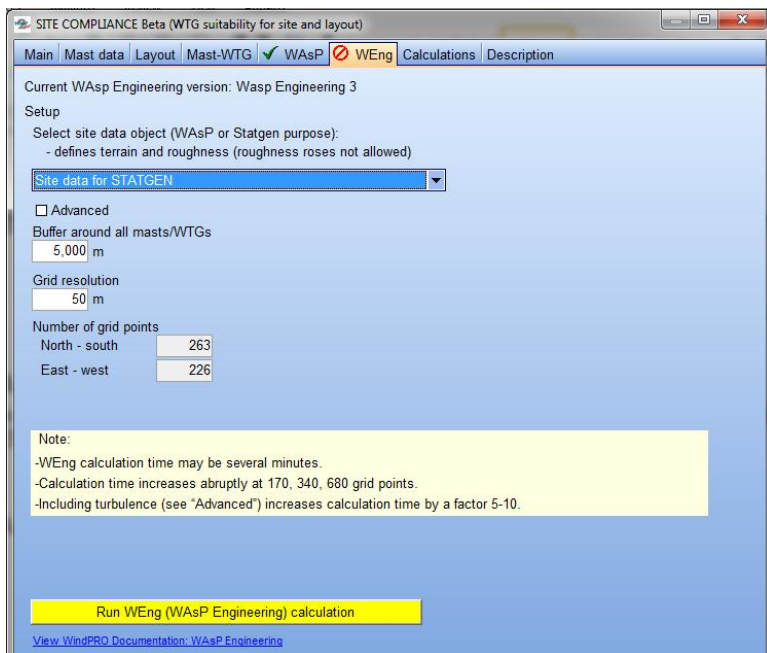 SITE COMPLIANCE Beta (WTG suitability for site and layout)
Main Mast data Layout Mast-WTG WAsP WEng Calculations Description
Current WAsp Engineering version: Wasp Engineering 3
Setup
Select site data object (WAsP or Statgen purpose):
- defines terrain and roughness (roughness roses not allowed)
Site data for STATGEN
Advanced
Buffer around all masts/WTGs
5,000 m
Grid resolution
50 m
Number of grid points
North - south 263
East - west 226
Note:
-WEng calculation time may be several minutes.
-Calculation time increases abruptly at 170, 340, 680 grid points.
-Including turbulence (see “Advanced”) increases calculation time by a factor 5-10.
Run WEng (WAsP Engineering) calculation
View WindPRO Documentation: WAsP Engineering